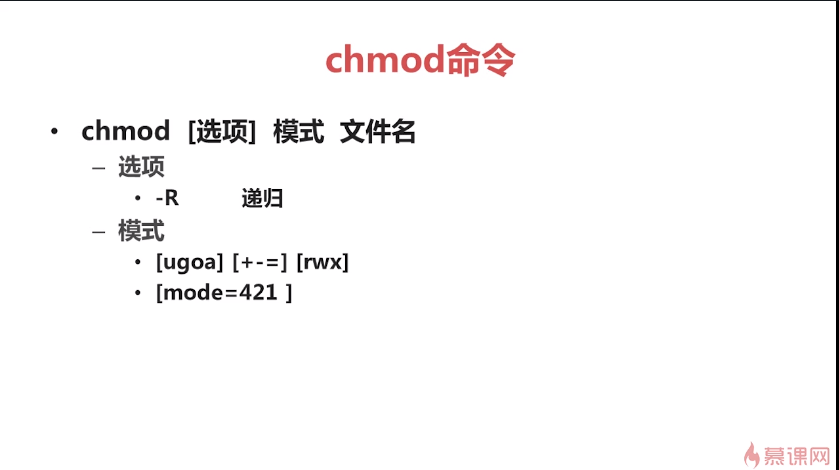 chmod命令
• chmod [选项] 模式 文件名
– 选项
• -R 递归
– 模式
• [ugoa] [+-=] [rwx]
• [mode=421 ]
慕课网